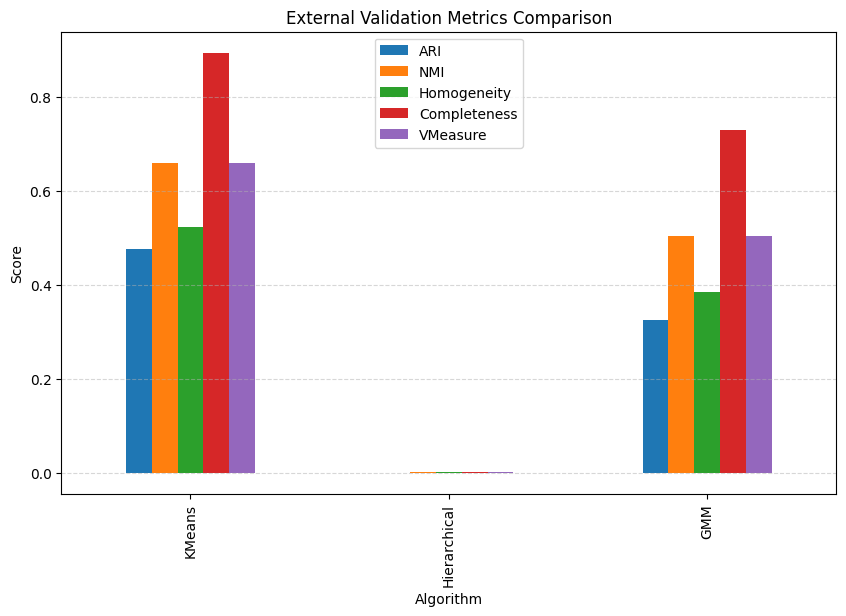 External Validation Metrics Comparison
ARI
NMI
Homogeneity
Completeness
VMeasure
0.8
0.6
0.4
0.2
0.0
Score
KMeans
Hierarchical
GMM
Algorithm